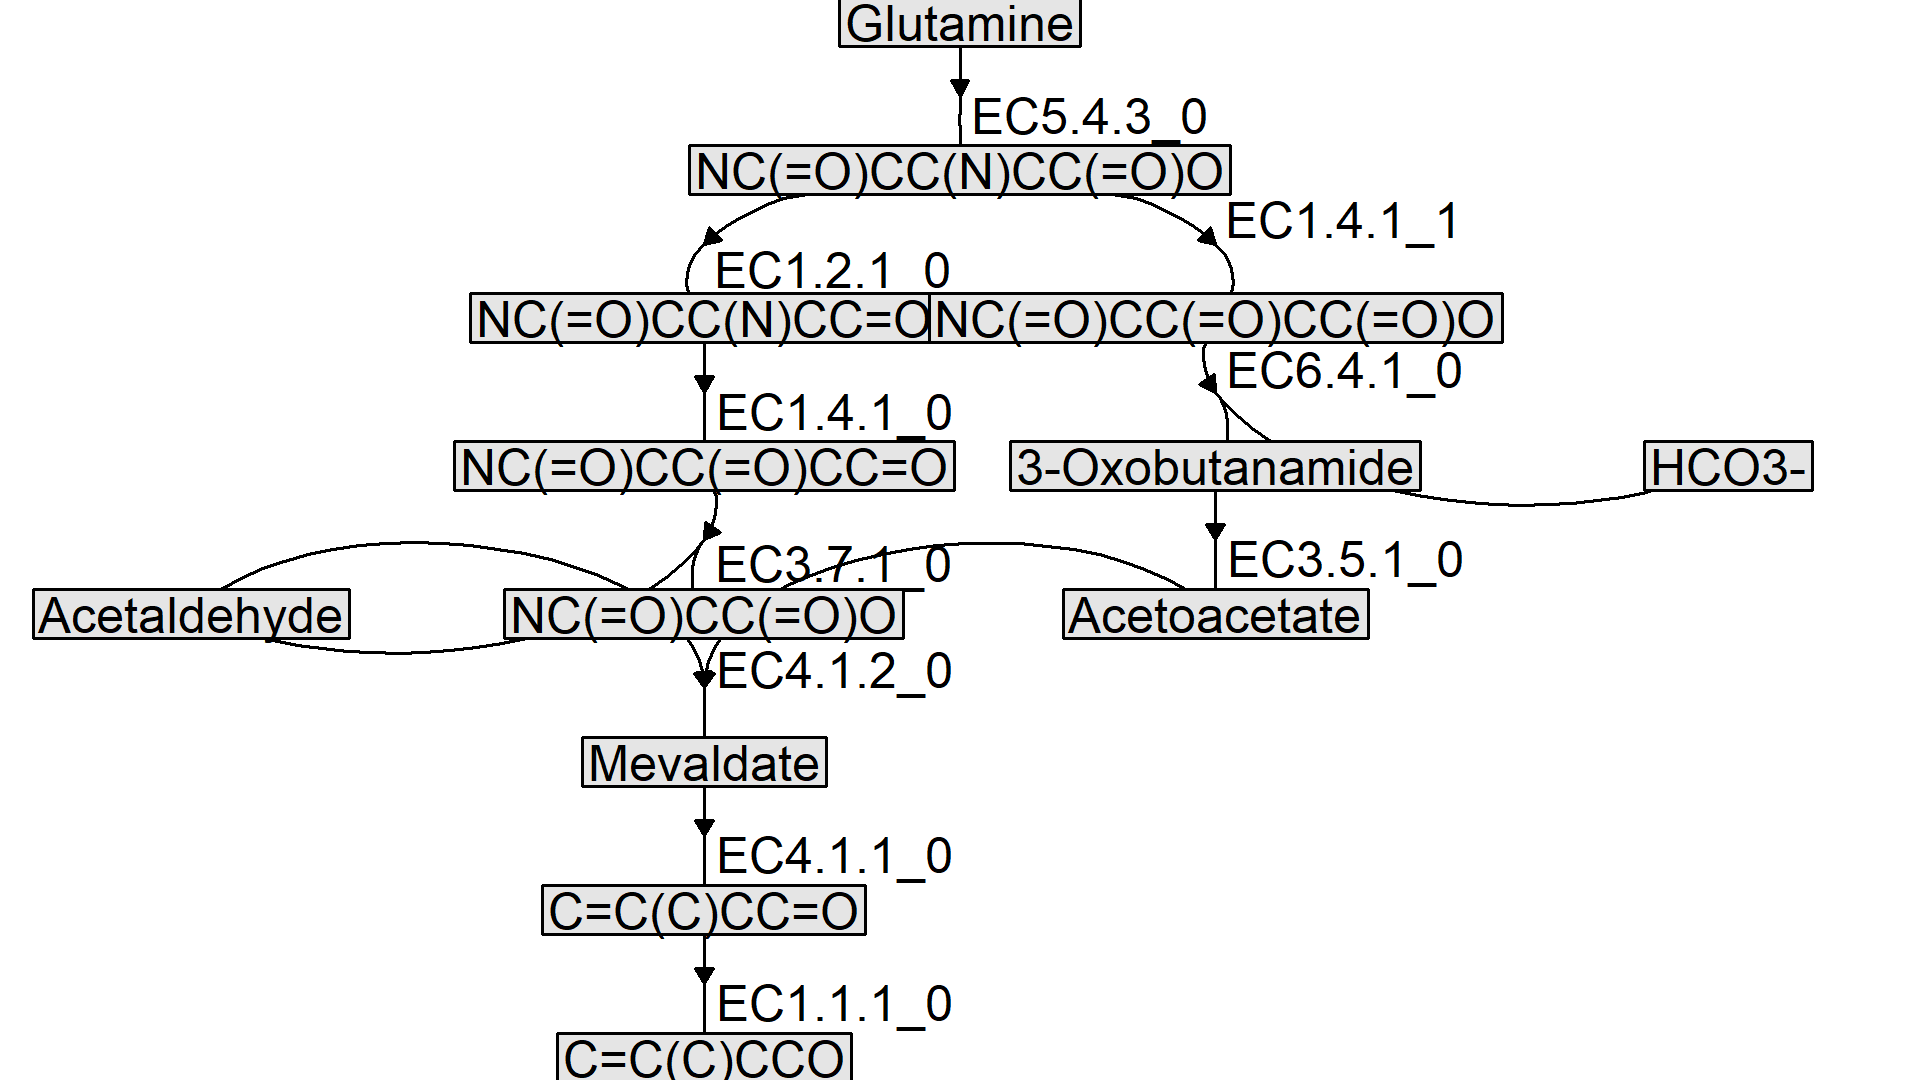 Glutamine
EC5.4.3_0
NC(=O)CC(N)CC(=O)O
EC1.4.1_1
EC1.2.1_0
NC(=O)CC(N)CC=O
NC(=O)CC(=O)CC(=O)O
EC6.4.1_0
EC1.4.1_0
NC(=O)CC(=O)CC=O
3-Oxobutanamide
HCO3-
EC3.7.1_0
EC3.5.1_0
Acetaldehyde
NC(=O)CC(=O)O
Acetoacetate
EC4.1.2_0
Mevaldate
EC4.1.1_0
C=C(C)CC=O
EC1.1.1_0
C=C(C)CCO